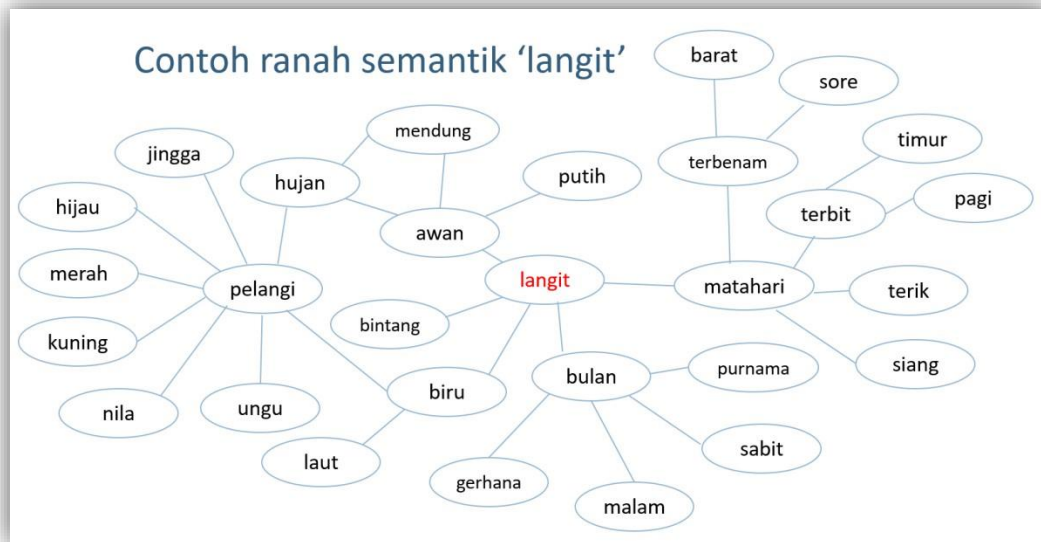 Contoh ranah semantik ‘langit’
barat
sore
mendung
timur
jingga
terbenam
putih
hujan
pagi
hijau
terbit
awan
merah
langit
pelangi
matahari
terik
bintang
kuning
siang
purnama
bulan
biru
nila
ungu
sabit
laut
gerhana
malam